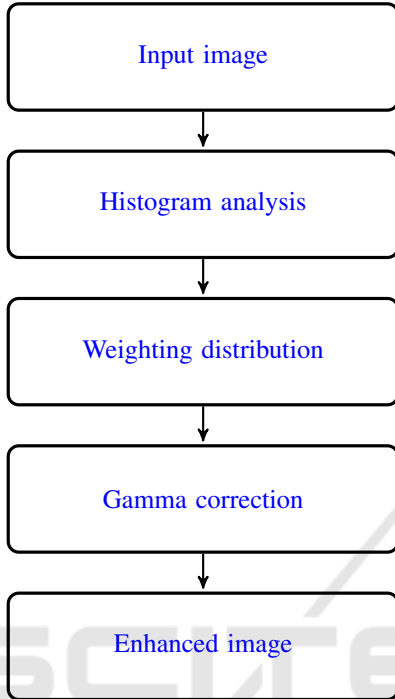 Input image
Histogram analysis
Weighting distribution
Gamma correction
Enhanced image